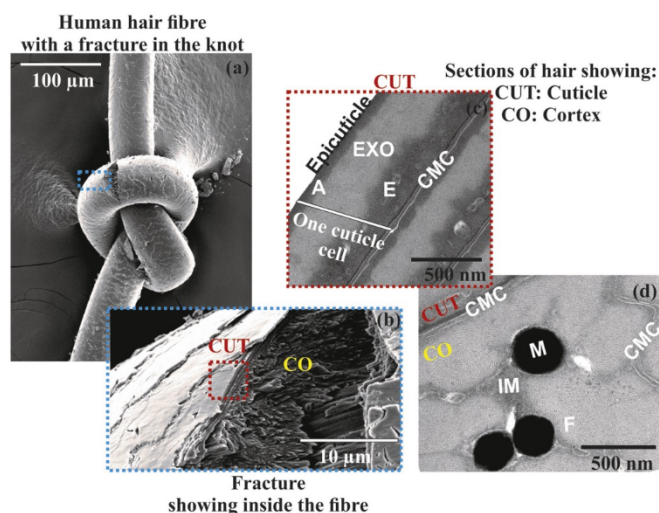 Human hair fibre
with a fracture in the knot
100 µm
(a)
CUT
Sections of hair showing:
CUT: Cuticle
CO: Cortex
(c)
Epicuticle
EXO
A
E
CMC
One cuticle
cell
500 nm
(b)
CUT
CO
10 µm
Fracture
showing inside the fibre
(d)
CUT
CMC
CO
M
CMC
IM
F
500 nm